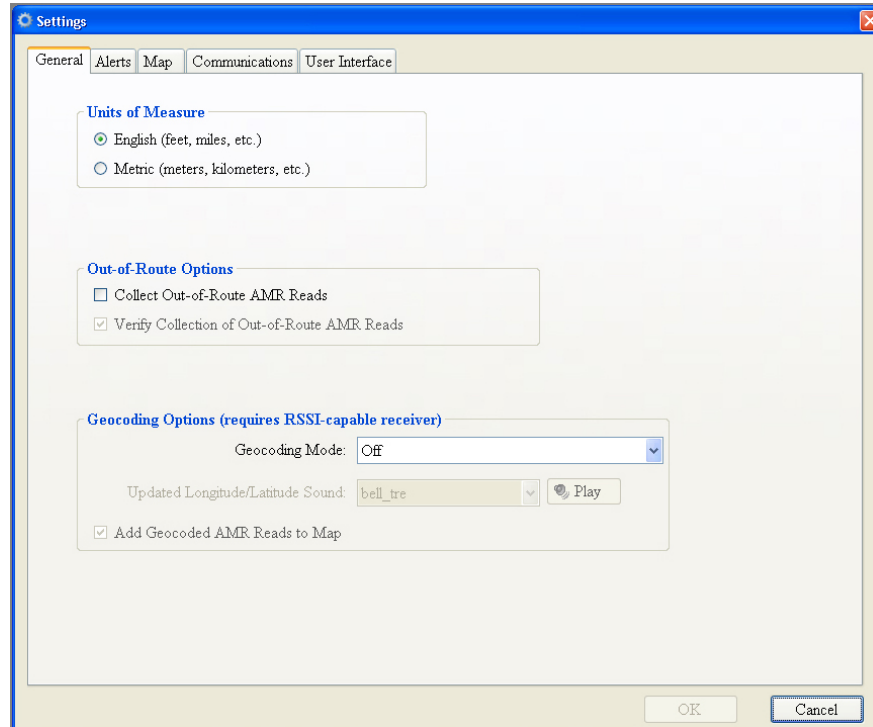 Settings
General Alerts Map Communications User Interface
Units of Measure
English (feet, miles, etc.)
Metric (meters, kilometers, etc.)
Out-of-Route Options
Collect Out-of-Route AMR Reads
Verify Collection of Out-of-Route AMR Reads
Geocoding Options (requires RSSI-capable receiver)
Geocoding Mode: Off
Updated Longitude/Latitude Sound: bell_tre Play
Add Geocoded AMR Reads to Map
OK Cancel